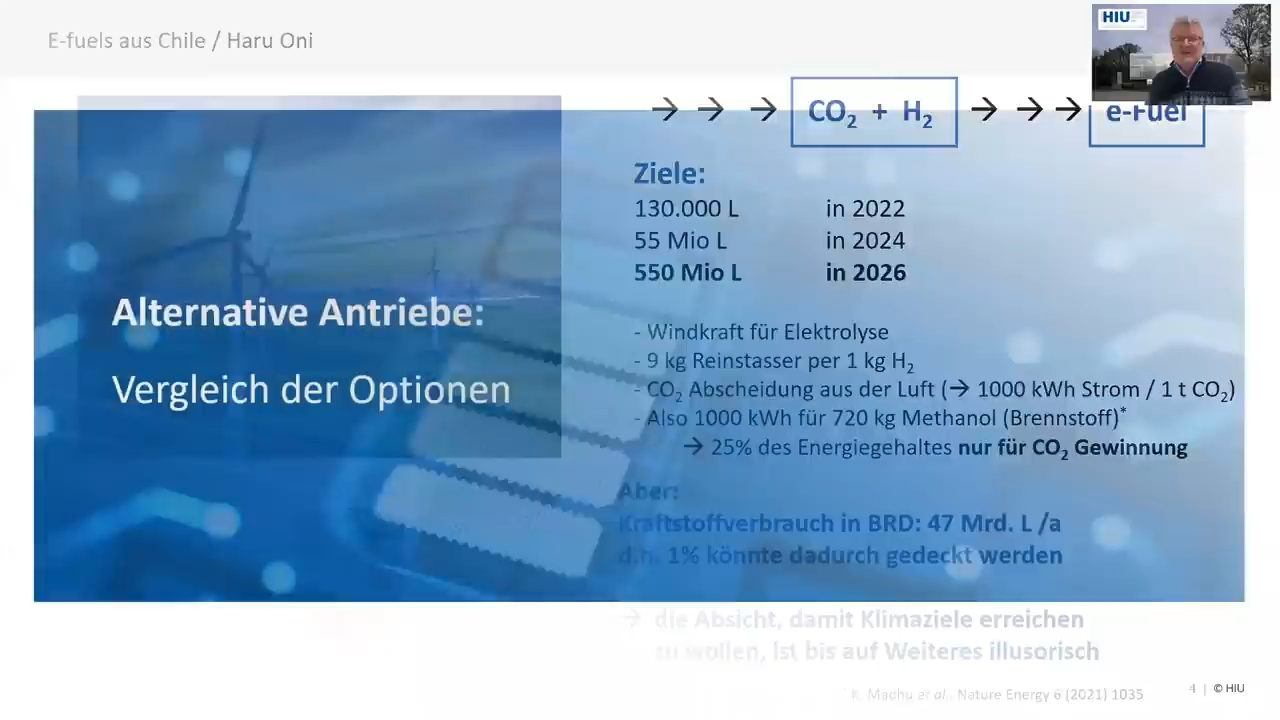 E-fuels aus Chile / Haru Oni
HIU
→ → → CO₂ + H₂ → → → e-Fuel
Ziele:
130.000 L in 2022
55 Mio L in 2024
550 Mio L in 2026
Alternative Antriebe:
Vergleich der Optionen
- Windkraft für Elektrolyse
- 9 kg Reinstasser per 1 kg H₂
- CO₂ Abscheidung aus der Luft (→ 1000 kWh Strom / 1 t CO₂)
- Also 1000 kWh für 720 kg Methanol (Brennstoff)*
→ 25% des Energiegehaltes nur für CO₂ Gewinnung
Aber:
Kraftstoffverbrauch in BRD: 47 Mrd. L /a
d.h. 1% könnte dadurch gedeckt werden
→ die Absicht, damit Klimaziele erreichen
zu wollen, ist bis auf Weiteres illusorisch
K. Madhu et al. Nature Energy 6 (2021) 1035
4 | © HIU